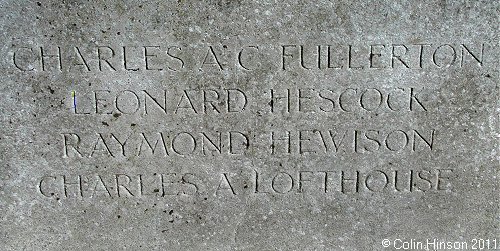 CHARLES A. C. FULLERTON
LEONARD HESCOCK
RAYMOND HEWISON
CHARLES A LOFTHOUSE
© Colin Hinson 2011